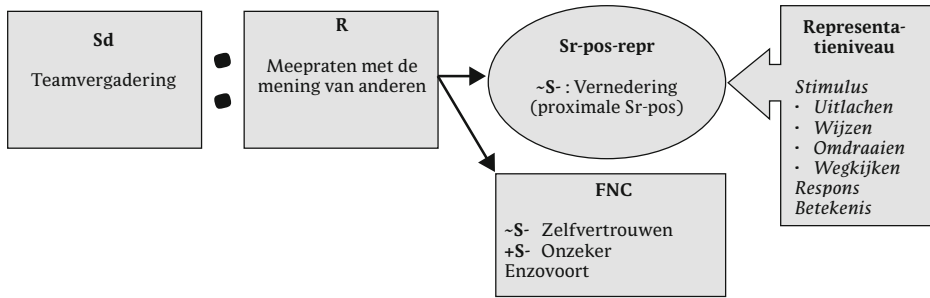 Sd
Teamvergadering
R
Meepraten met de
mening van anderen
Sr-pos-repr
~S- : Vernedering
(proximale Sr-pos)
Representa-
tieniveau
Stimulus
· Uitlachen
· Wijzen
· Omdraaien
· Wegkijken
Respons
Betekenis
FNC
~S- Zelfvertrouwen
+S- Onzeker
Enzovoort